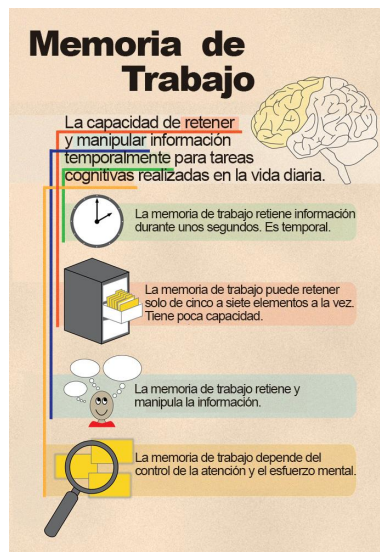 Memoria de
Trabajo
La capacidad de retener
y manipular información
temporalmente para tareas
cognitivas realizadas en la vida diaria.
La memoria de trabajo retiene información
durante unos segundos. Es temporal.
La memoria de trabajo puede retener
solo de cinco a siete elementos a la vez.
Tiene poca capacidad.
La memoria de trabajo retiene y
manipula la información.
La memoria de trabajo depende del
control de la atención y el esfuerzo mental.